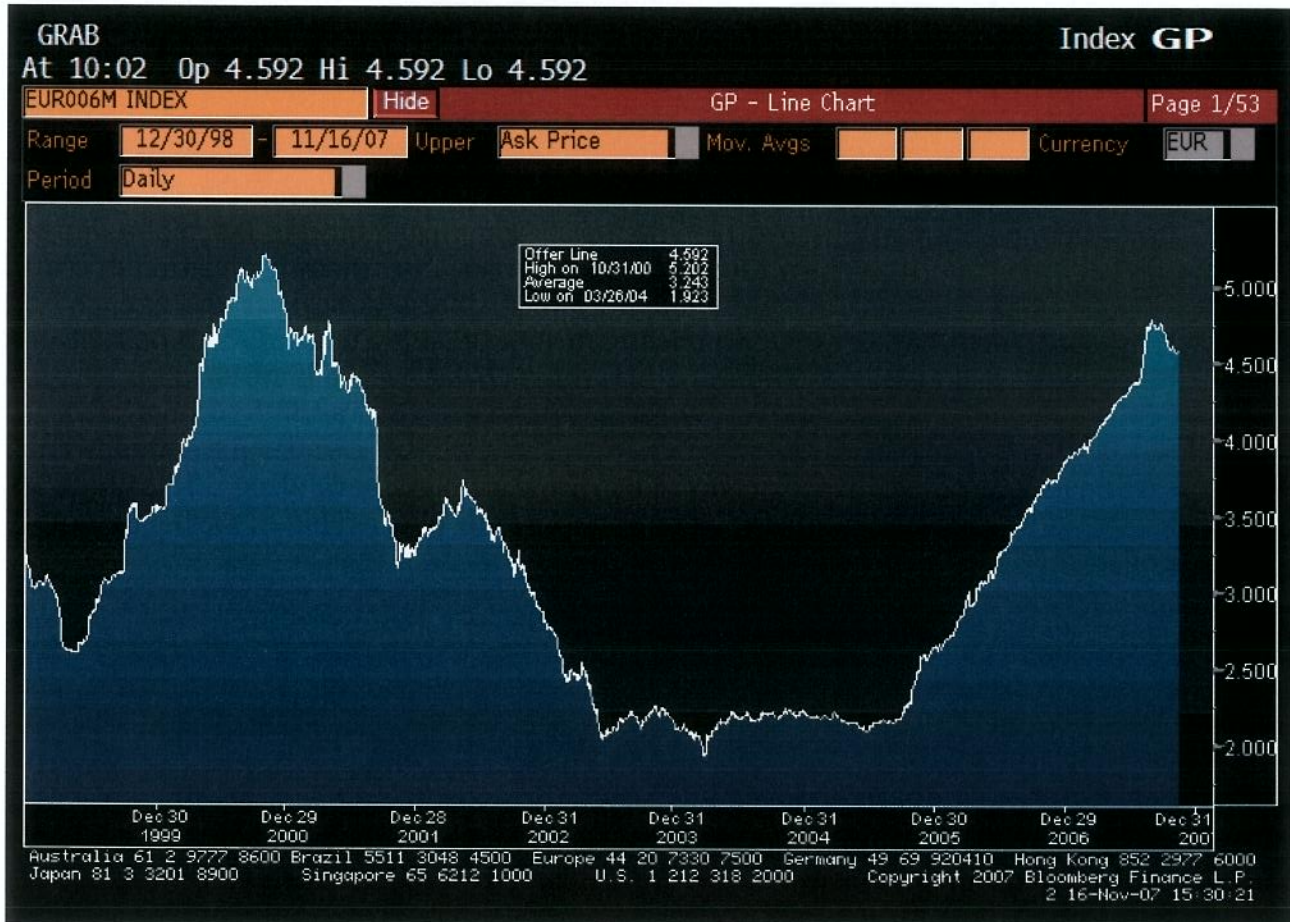 GRAB Index GP
At 10:02 Op 4.592 Hi 4.592 Lo 4.592
EUR006M INDEX Hide GP - Line Chart Page 1/53
Range 12/30/98 - 11/16/07 Upper Ask Price Mov. Avgs Currency EUR
Period Daily
Offer Line 4.592
High on 10/31/00 5.202
Average 3.243
Low on 03/26/04 1.923
5.000
4.500
4.000
3.500
3.000
2.500
2.000
Dec 30 Dec 29 Dec 28 Dec 31 Dec 31 Dec 31 Dec 30 Dec 29 Dec 31
1999 2000 2001 2002 2003 2004 2005 2006 200
Australia 61 2 9777 8600 Brazil 5511 3048 4500 Europe 44 20 7330 7500 Germany 49 69 920410 Hong Kong 852 2977 6000
Japan 81 3 3201 8900 Singapore 65 6212 1000 U.S. 1 212 318 2000 Copyright 2007 Bloomberg Finance L.P.
2 16-Nov-07 15:30:21